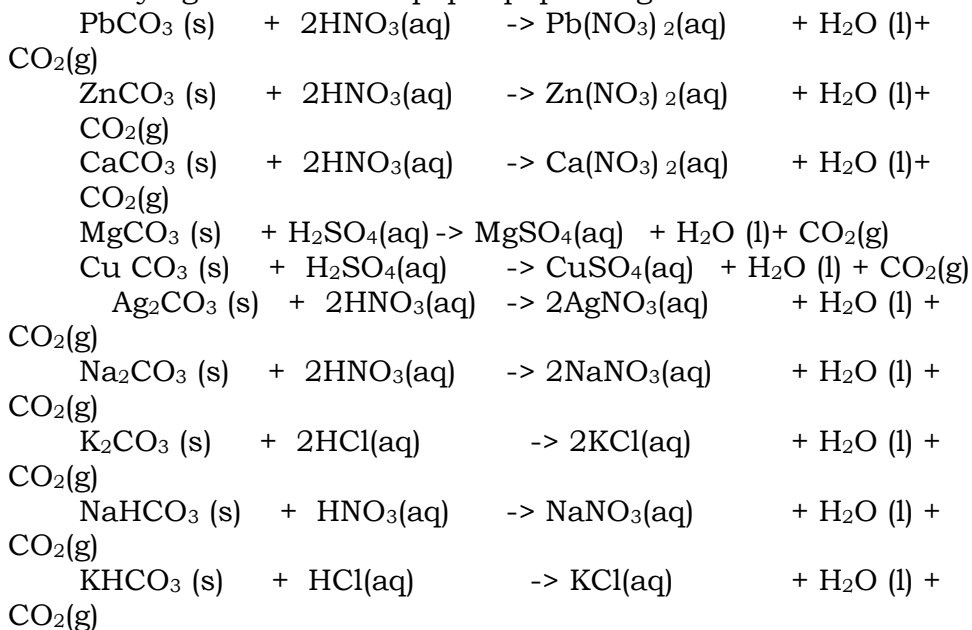 PbCO₃ (s) + 2HNO₃(aq) -> Pb(NO₃) ₂(aq) + H₂O (l)+
CO₂(g)
ZnCO₃ (s) + 2HNO₃(aq) -> Zn(NO₃) ₂(aq) + H₂O (l)+
CO₂(g)
CaCO₃ (s) + 2HNO₃(aq) -> Ca(NO₃) ₂(aq) + H₂O (l)+
CO₂(g)
MgCO₃ (s) + H₂SO₄(aq) -> MgSO₄(aq) + H₂O (l)+ CO₂(g)
Cu CO₃ (s) + H₂SO₄(aq) -> CuSO₄(aq) + H₂O (l) + CO₂(g)
Ag₂CO₃ (s) + 2HNO₃(aq) -> 2AgNO₃(aq) + H₂O (l) +
CO₂(g)
Na₂CO₃ (s) + 2HNO₃(aq) -> 2NaNO₃(aq) + H₂O (l) +
CO₂(g)
K₂CO₃ (s) + 2HCl(aq) -> 2KCl(aq) + H₂O (l) +
CO₂(g)
NaHCO₃ (s) + HNO₃(aq) -> NaNO₃(aq) + H₂O (l) +
CO₂(g)
KHCO₃ (s) + HCl(aq) -> KCl(aq) + H₂O (l) +
CO₂(g)